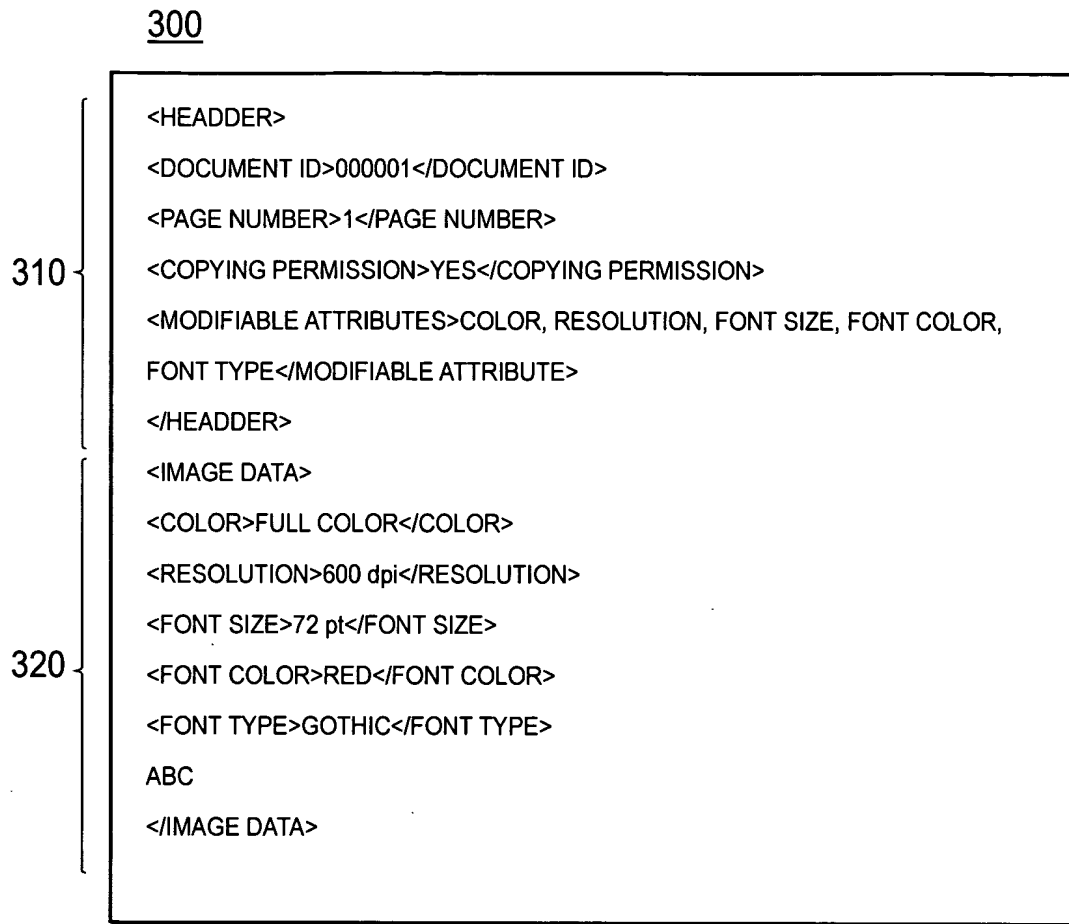 300
<HEADDER>
<DOCUMENT ID>000001</DOCUMENT ID>
<PAGE NUMBER>1</PAGE NUMBER>
310
<COPYING PERMISSION>YES</COPYING PERMISSION>
<MODIFIABLE ATTRIBUTES>COLOR, RESOLUTION, FONT SIZE, FONT COLOR,
FONT TYPE</MODIFIABLE ATTRIBUTE>
</HEADDER>
<IMAGE DATA>
<COLOR>FULL COLOR</COLOR>
<RESOLUTION>600 dpi</RESOLUTION>
<FONT SIZE>72 pt</FONT SIZE>
320
<FONT COLOR>RED</FONT COLOR>
<FONT TYPE>GOTHIC</FONT TYPE>
ABC
</IMAGE DATA>